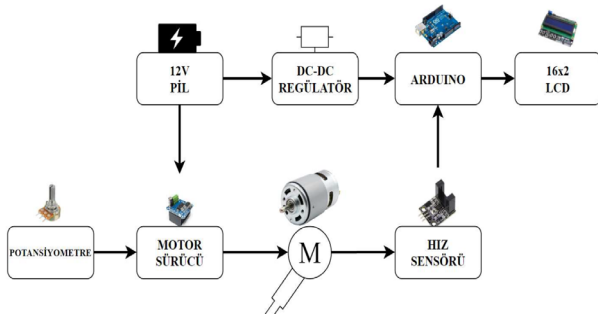 12V
PİL
DC-DC
REGÜLATÖR
ARDUINO
16x2
LCD
POTANSİYOMETRE
MOTOR
SÜRÜCÜ
M
HIZ
SENSÖRÜ